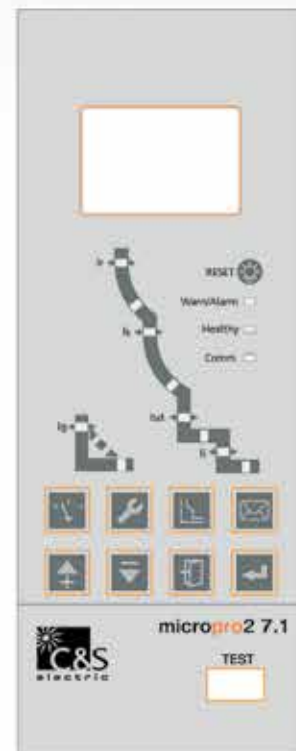 Ir
RESET
Warn/Alarm
Is
Healthy
Comm
Isd
Ig
Ii
micropro2 7.1
C&S
electric
TEST